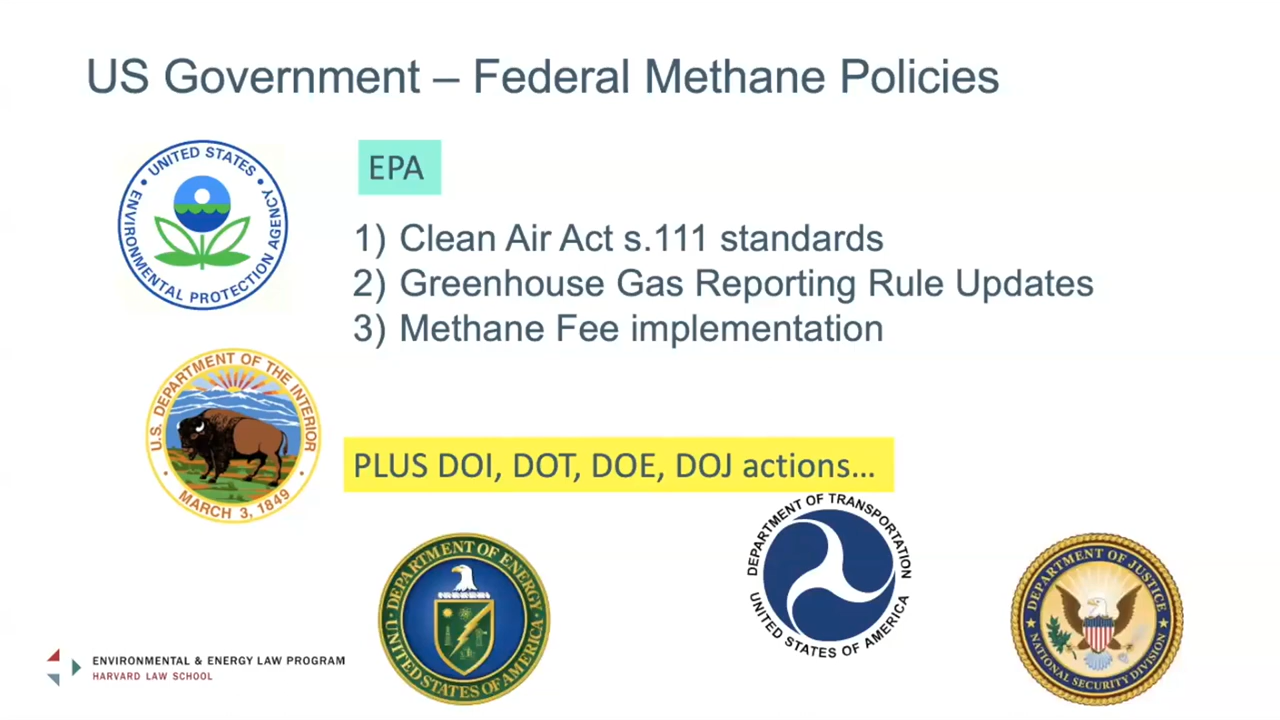 US Government – Federal Methane Policies
UNITED STATES
ENVIRONMENTAL PROTECTION AGENCY
EPA
1) Clean Air Act s.111 standards
2) Greenhouse Gas Reporting Rule Updates
3) Methane Fee implementation
U.S. DEPARTMENT OF THE INTERIOR
MARCH 3, 1849
PLUS DOI, DOT, DOE, DOJ actions...
DEPARTMENT OF ENERGY
UNITED STATES OF AMERICA
DEPARTMENT OF TRANSPORTATION
UNITED STATES OF AMERICA
DEPARTMENT OF JUSTICE
NATIONAL SECURITY DIVISION
ENVIRONMENTAL & ENERGY LAW PROGRAM
HARVARD LAW SCHOOL